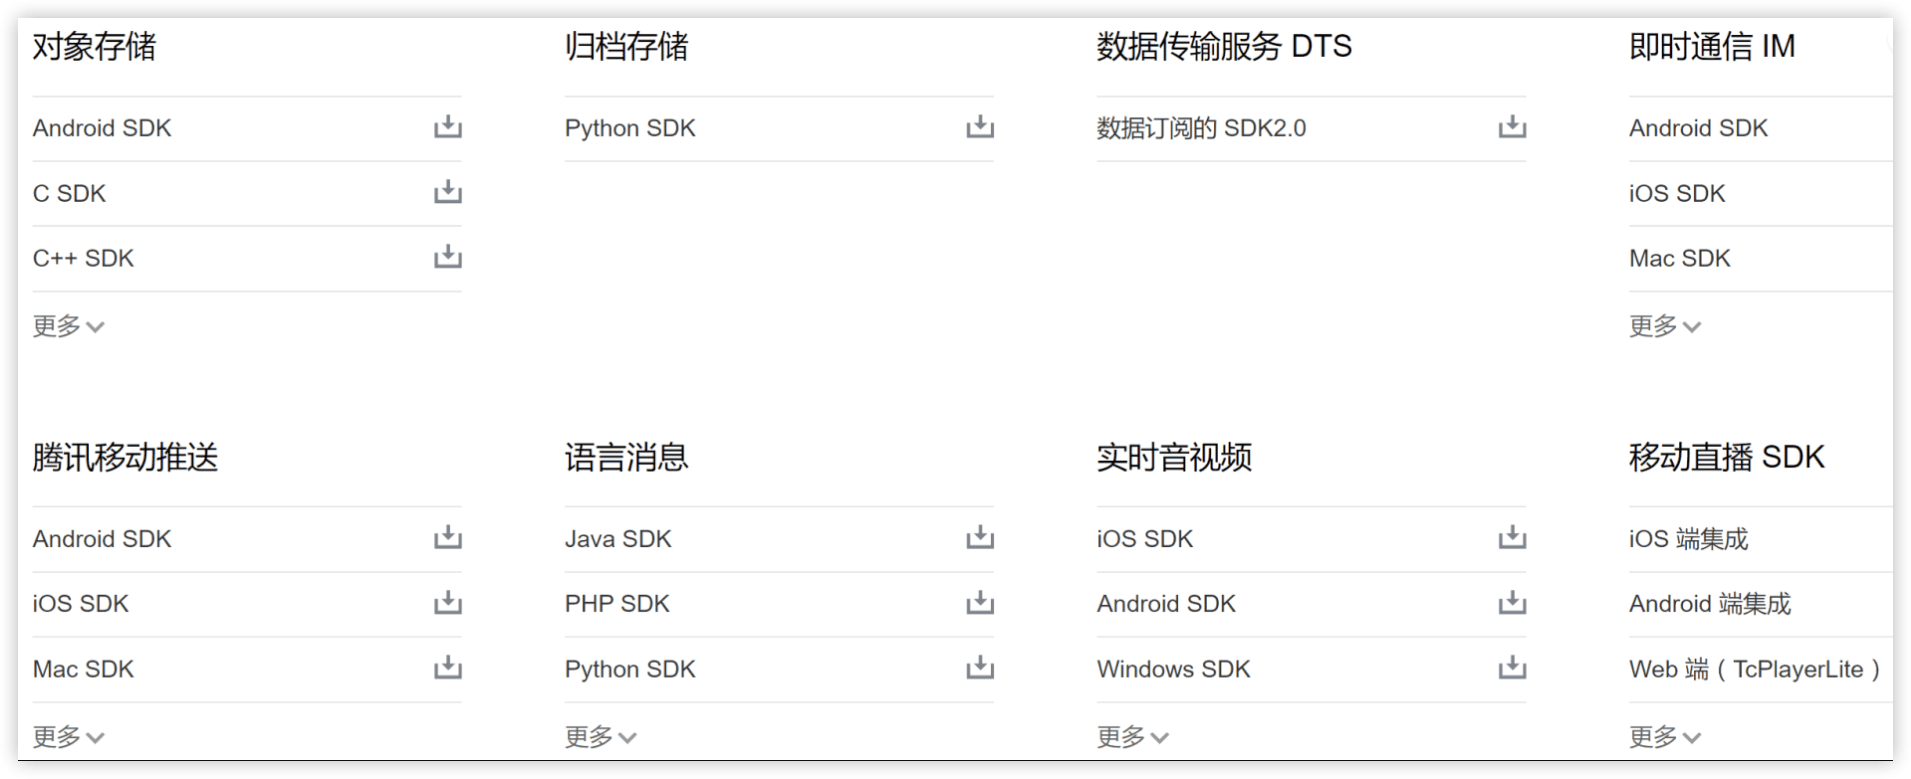 对象存储
Android SDK
C SDK
C++ SDK
更多
归档存储
Python SDK
数据传输服务 DTS
数据订阅的 SDK2.0
即时通信 IM
Android SDK
iOS SDK
Mac SDK
更多
腾讯移动推送
Android SDK
iOS SDK
Mac SDK
更多
语言消息
Java SDK
PHP SDK
Python SDK
更多
实时音视频
iOS SDK
Android SDK
Windows SDK
更多
移动直播 SDK
iOS 端集成
Android 端集成
Web 端（TcPlayerLite）
更多